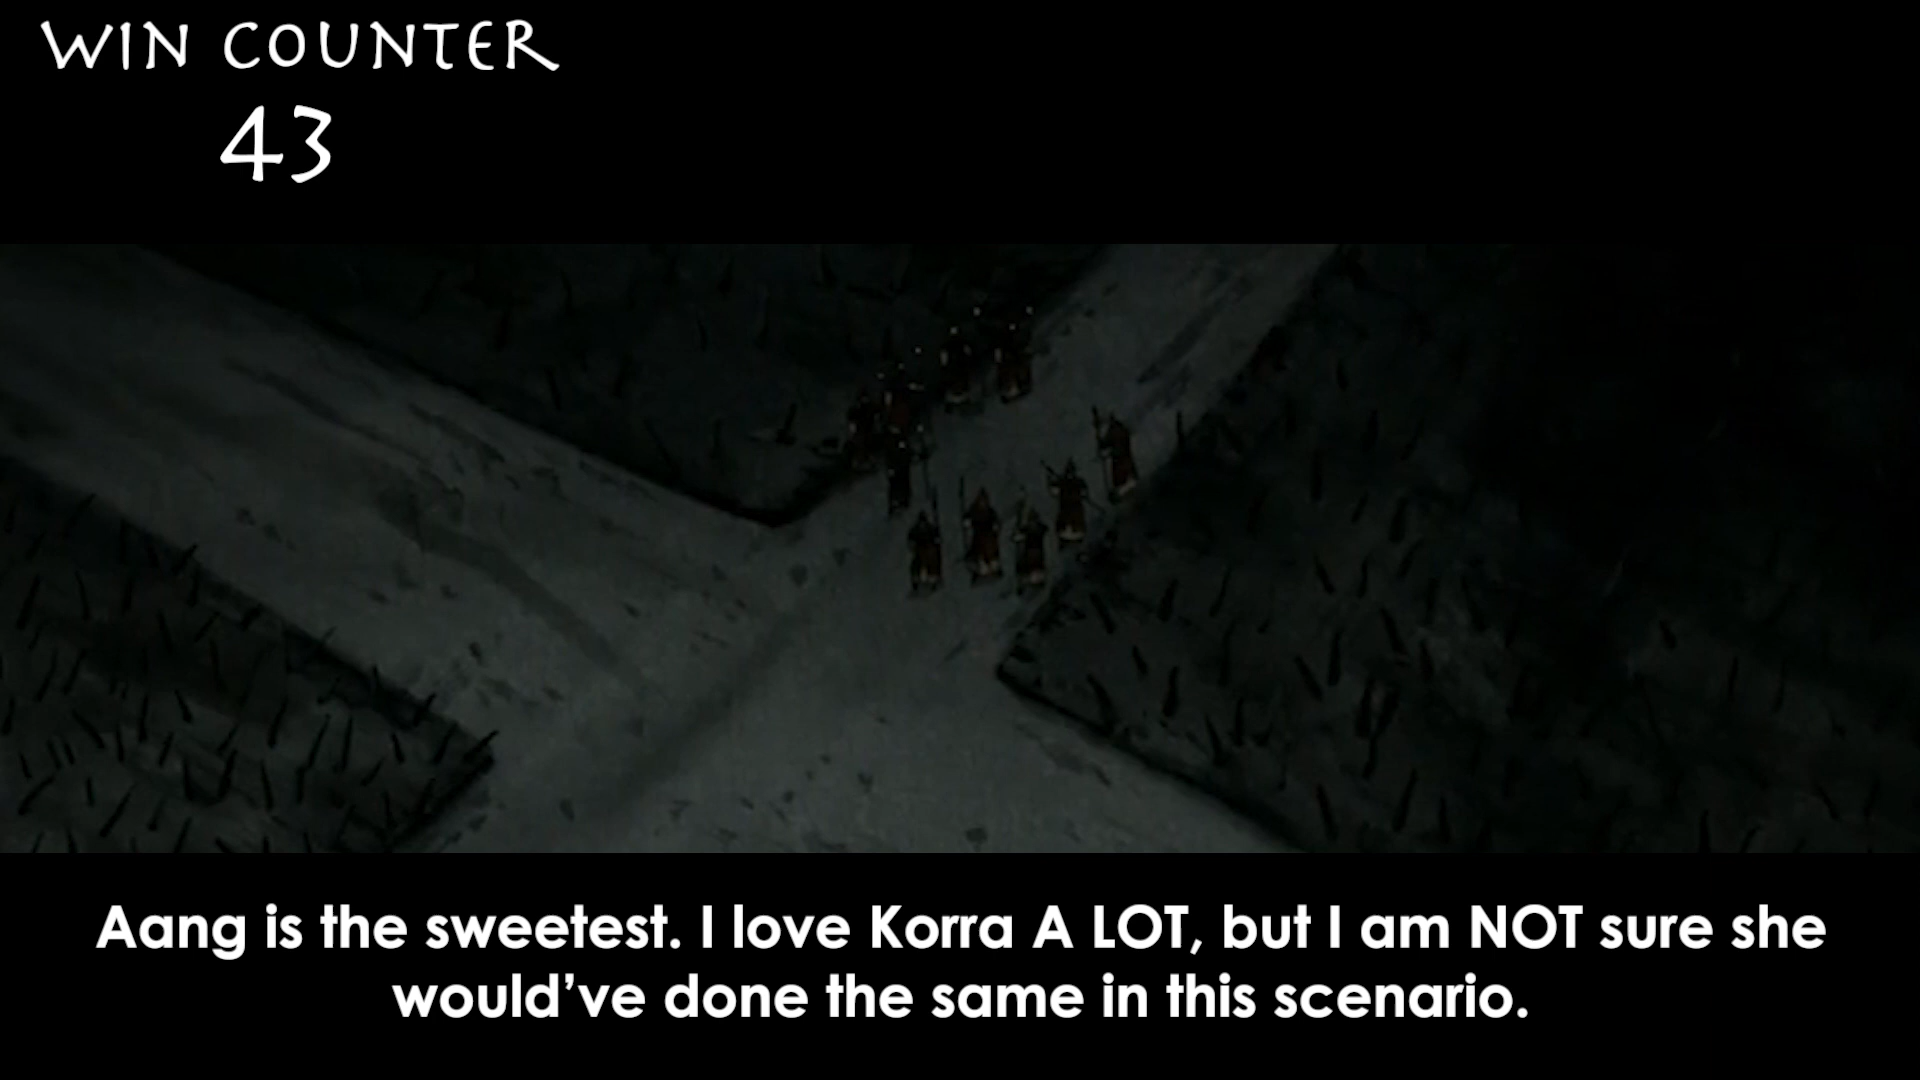 WIN COUNTER
43
Aang is the sweetest. I love Korra A LOT, but I am NOT sure she
would’ve done the same in this scenario.